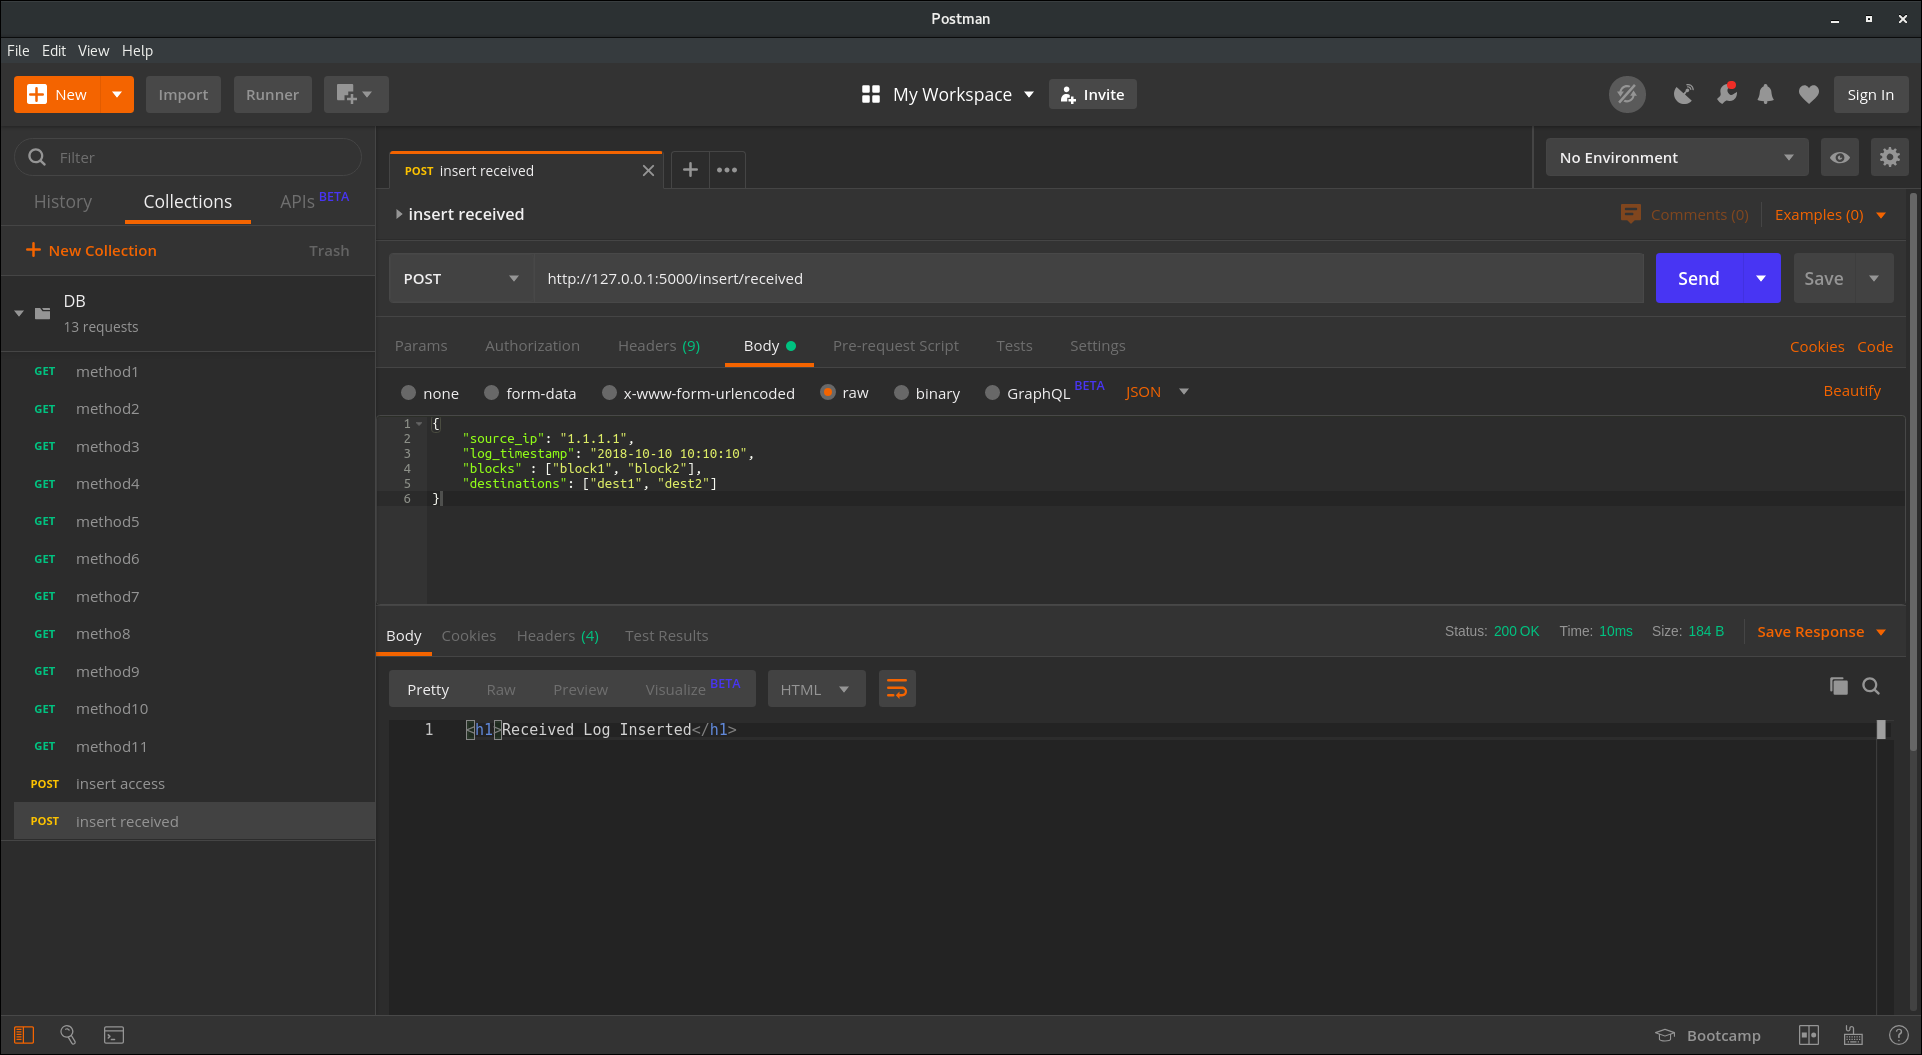 Postman
File Edit View Help
New Import Runner My Workspace Invite Sign In
Filter
History Collections APIs BETA
New Collection Trash
DB
13 requests
GET method1
GET method2
GET method3
GET method4
GET method5
GET method6
GET method7
GET metho8
GET method9
GET method10
GET method11
POST insert access
POST insert received
POST insert received
No Environment
insert received Comments (0) Examples (0)
POST http://127.0.0.1:5000/insert/received Send Save
Params Authorization Headers (9) Body Pre-request Script Tests Settings Cookies Code
none form-data x-www-form-urlencoded raw binary GraphQL BETA JSON Beautify
1 {
2 "source_ip": "1.1.1.1",
3 "log_timestamp": "2018-10-10 10:10:10",
4 "blocks" : ["block1", "block2"],
5 "destinations": ["dest1", "dest2"]
6 }
Body Cookies Headers (4) Test Results Status: 200 OK Time: 10ms Size: 184 B Save Response
Pretty Raw Preview Visualize BETA HTML
1 <h1>Received Log Inserted</h1>
Bootcamp